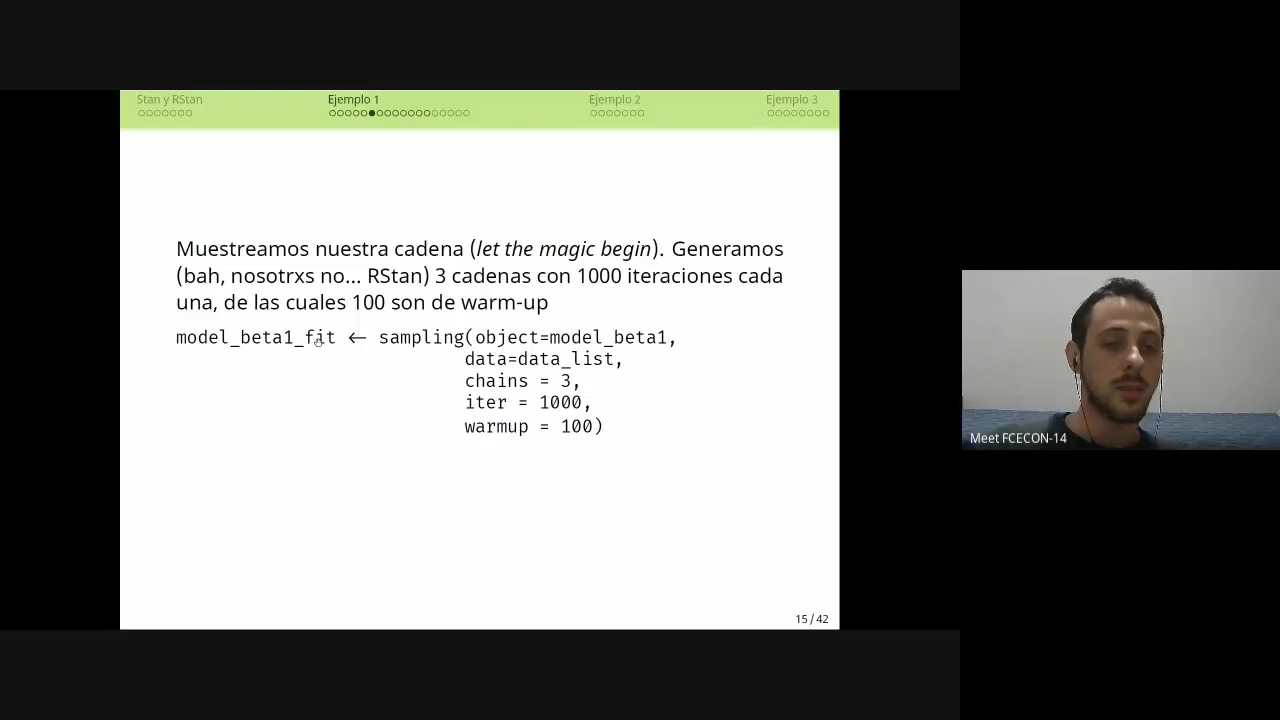 Stan y RStan
Ejemplo 1
Ejemplo 2
Ejemplo 3
Muestreamos nuestra cadena (let the magic begin). Generamos
(bah, nosotrxs no... RStan) 3 cadenas con 1000 iteraciones cada
una, de las cuales 100 son de warm-up
model_beta1_fit ← sampling(object=model_beta1,
data=data_list,
chains = 3,
iter = 1000,
warmup = 100)
15 / 42
Meet FCECON-14